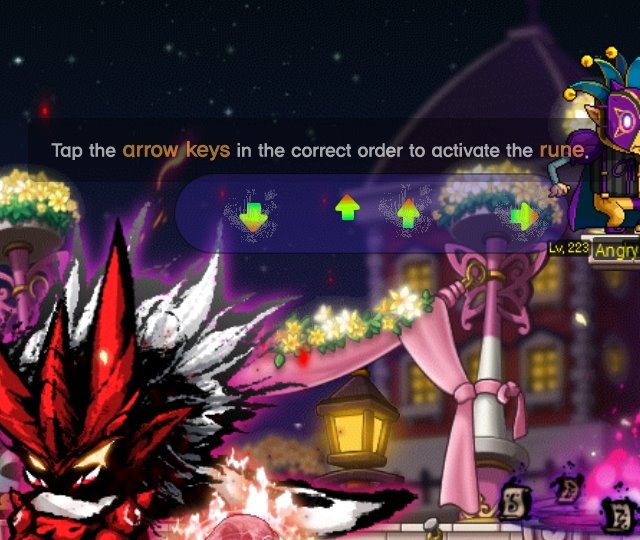 Tap the arrow keys in the correct order to activate the rune.
Lv. 223 Angry